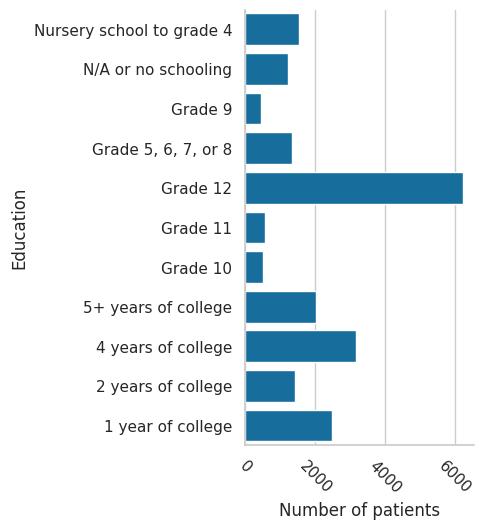 Nursery school to grade 4
N/A or no schooling
Grade 9
Grade 5, 6, 7, or 8
Grade 12
Grade 11
Grade 10
5+ years of college
4 years of college
2 years of college
1 year of college
Education
0
2000
4000
6000
Number of patients